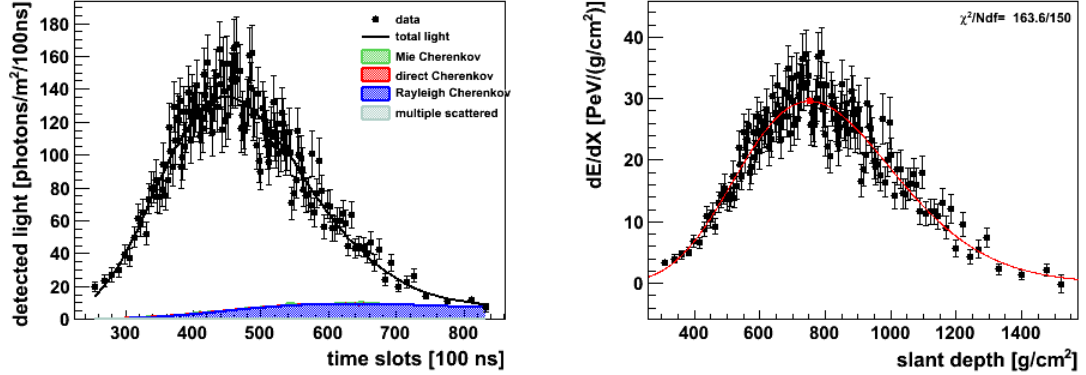 detected light [photons/m²/100ns]
180
160
140
120
100
80
60
40
20
0
data
total light
Mie Cherenkov
direct Cherenkov
Rayleigh Cherenkov
multiple scattered
300 400 500 600 700 800
time slots [100 ns]
dE/dX [PeV/(g/cm²)]
χ²/Ndf= 163.6/150
40
30
20
10
0
400 600 800 1000 1200 1400
slant depth [g/cm²]